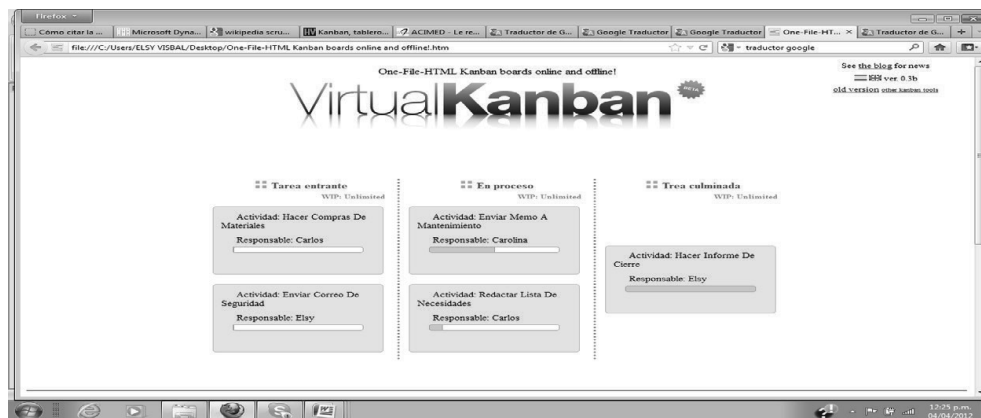 Firefox
Cómo citar la ...
Microsoft Dyna...
wikipedia scru...
Kanban, tablero...
ACIMED - Le re...
Traductor de G...
Google Traductor
Google Traductor
One-File-HT...
Traductor de G...
file:///C:/Users/ELSY VISBAL/Desktop/One-File-HTML Kanban boards online and offline!.htm
traductor google
One-File-HTML Kanban boards online and offline!
See the blog for news
ver. 0.3b
old version other kanban tools
VirtualKanban
BETA
Tarea entrante
WIP: Unlimited
Actividad: Hacer Compras De
Materiales
Responsable: Carlos
Actividad: Enviar Correo De
Seguridad
Responsable: Elsy
En proceso
WIP: Unlimited
Actividad: Enviar Memo A
Mantenimiento
Responsable: Carolina
Actividad: Redactar Lista De
Necesidades
Responsable: Carlos
Trea culminada
WIP: Unlimited
Actividad: Hacer Informe De
Cierre
Responsable: Elsy
12:25 p.m.
04/04/2012